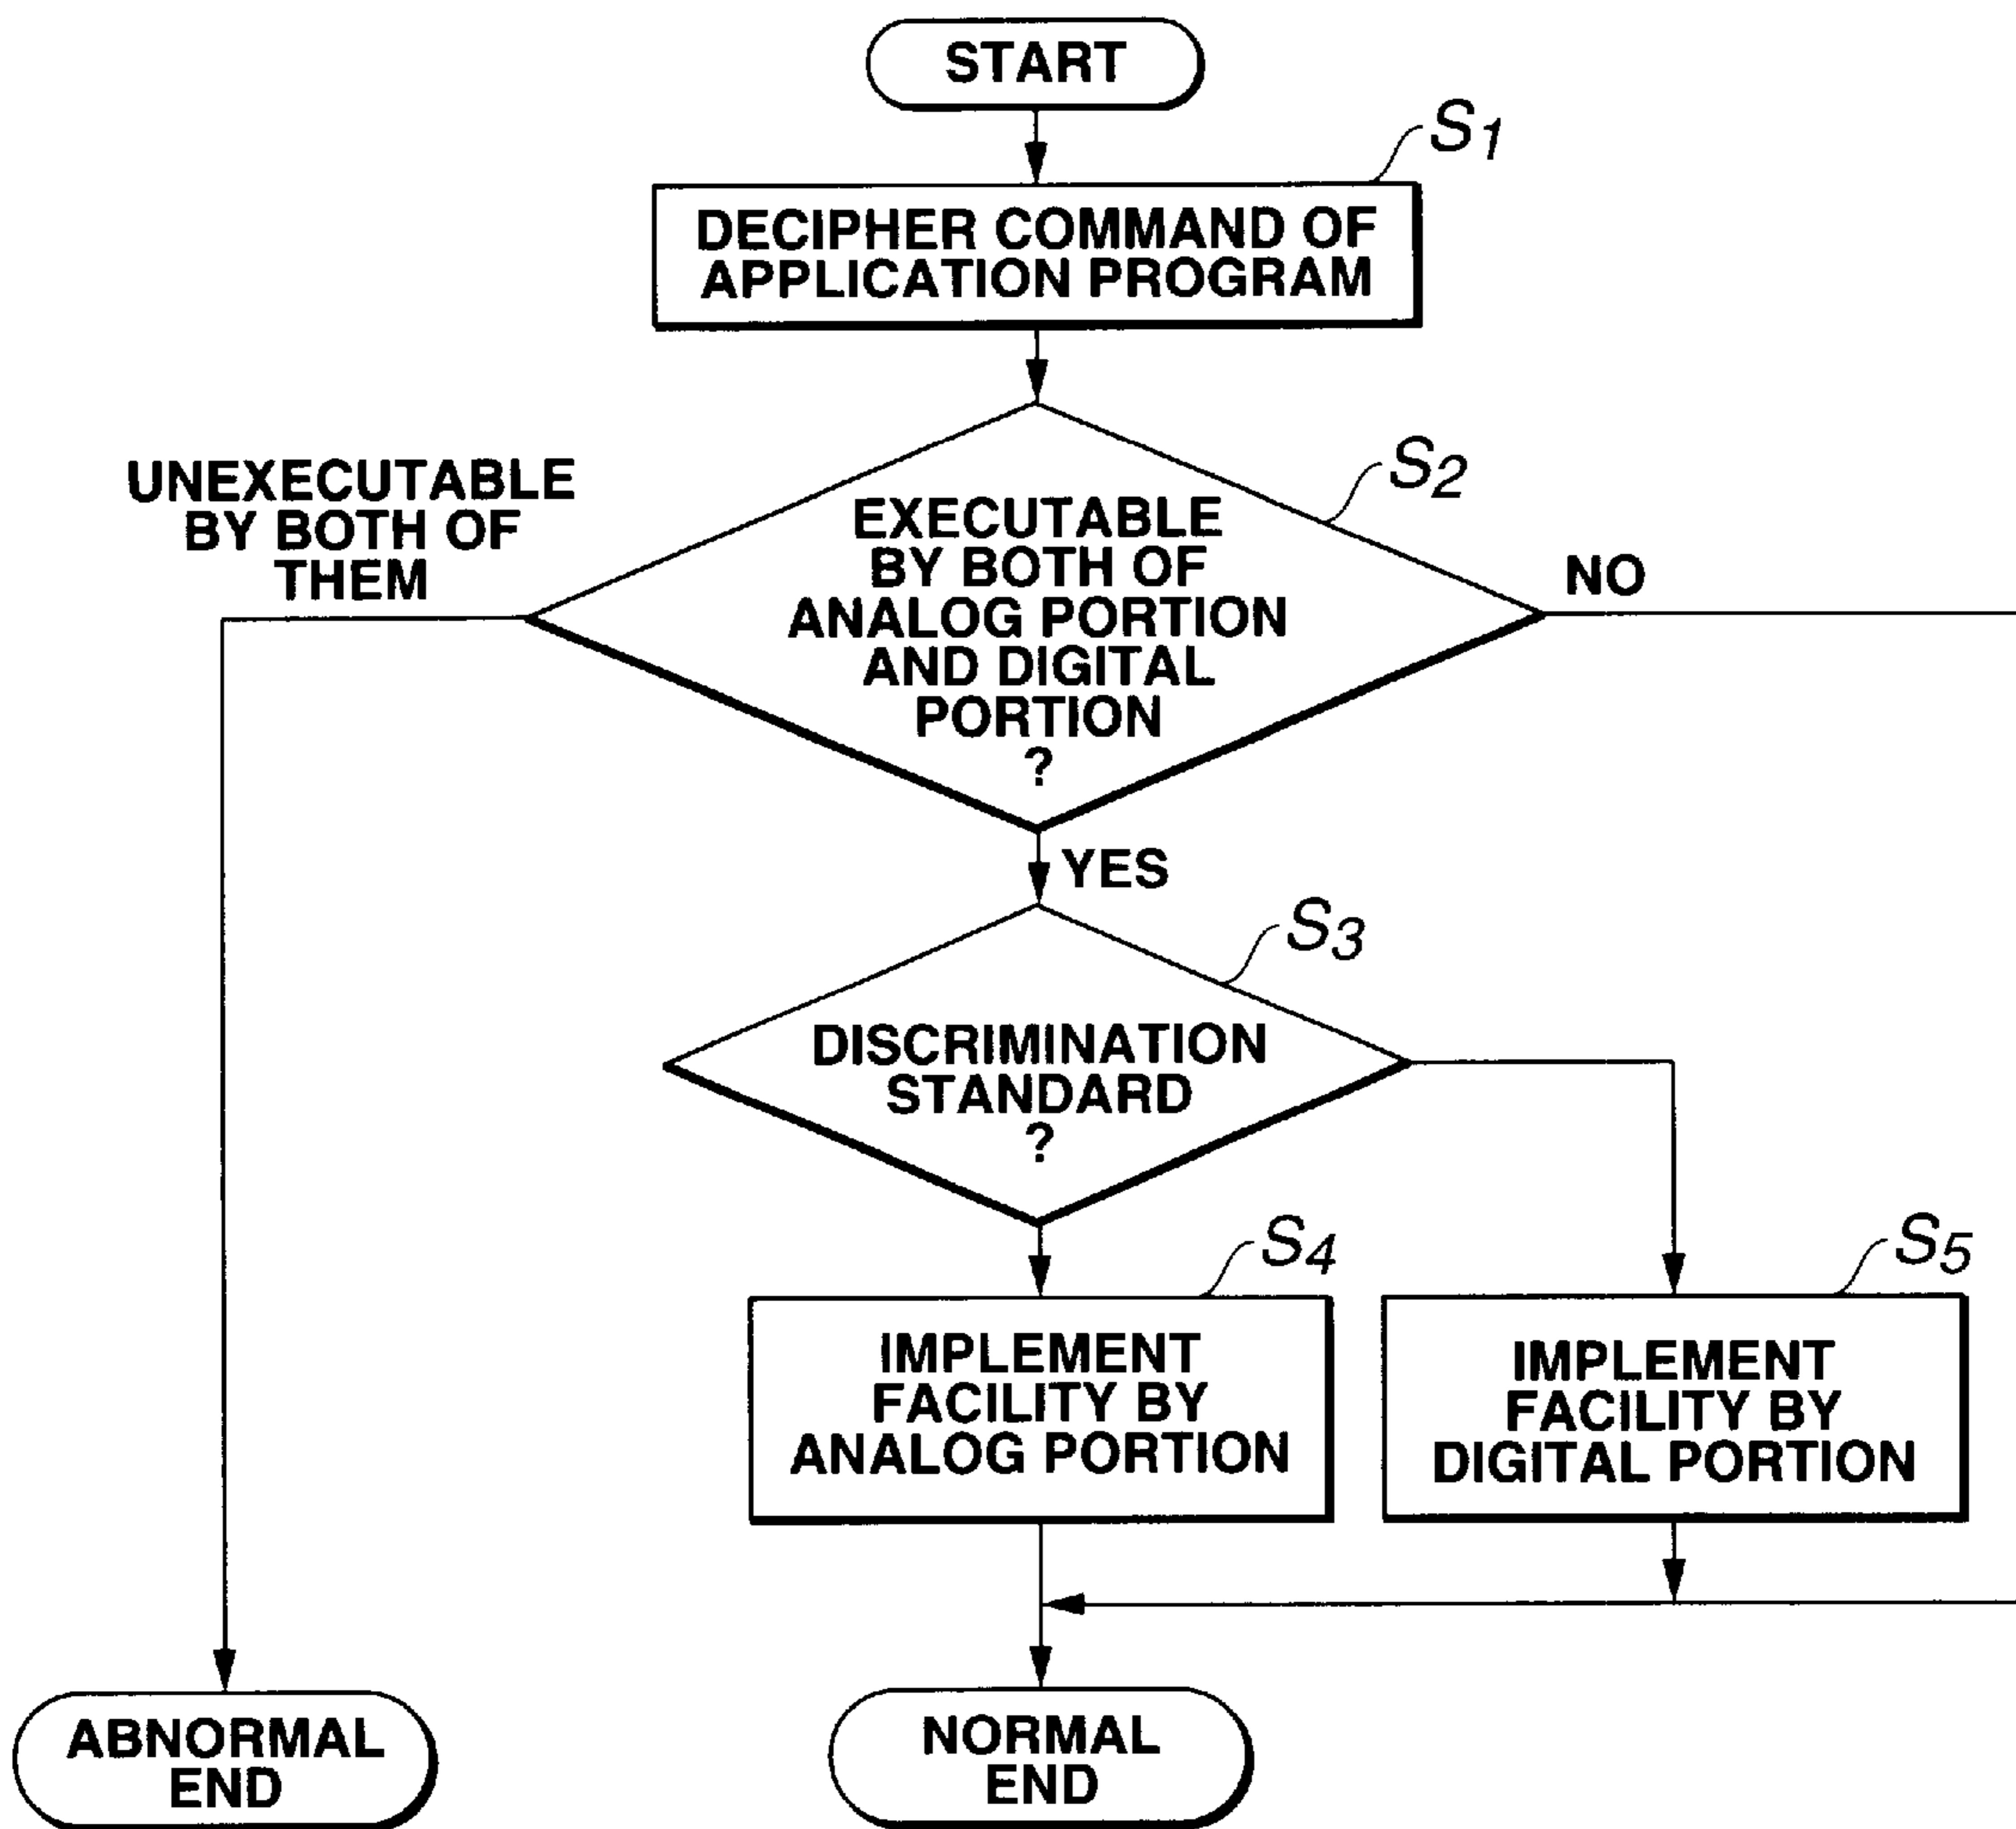 START
S1
DECIPHER COMMAND OF
APPLICATION PROGRAM
S2
UNEXECUTABLE
BY BOTH OF
THEM
EXECUTABLE
BY BOTH OF
ANALOG PORTION
AND DIGITAL
PORTION
?
NO
YES
S3
DISCRIMINATION
STANDARD
?
S4
IMPLEMENT
FACILITY BY
ANALOG PORTION
S5
IMPLEMENT
FACILITY BY
DIGITAL PORTION
ABNORMAL
END
NORMAL
END